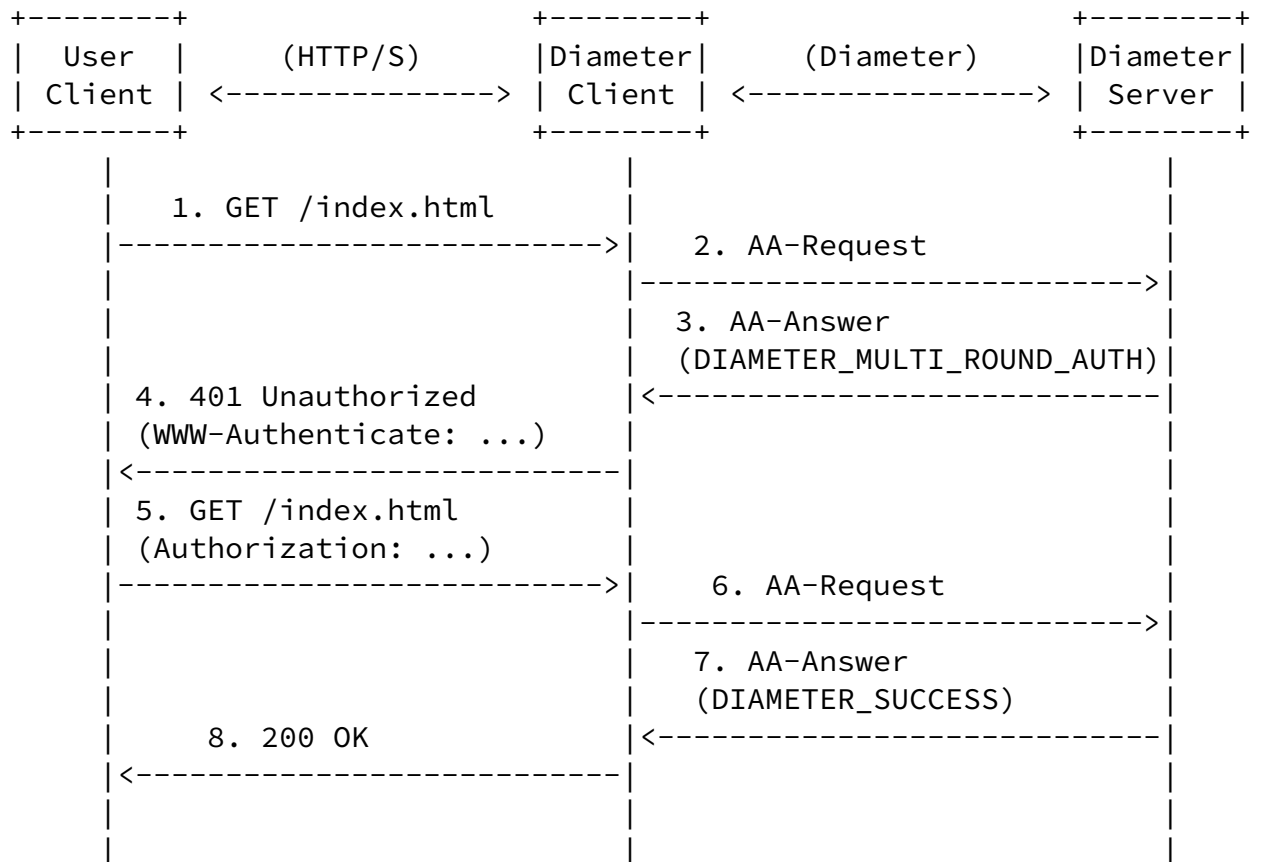 User (HTTP/S) Diameter (Diameter) Diameter
Client Client Server
1. GET /index.html
2. AA-Request
3. AA-Answer
(DIAMETER_MULTI_ROUND_AUTH)
4. 401 Unauthorized
(WWW-Authenticate: ...)
5. GET /index.html
(Authorization: ...)
6. AA-Request
7. AA-Answer
(DIAMETER_SUCCESS)
8. 200 OK